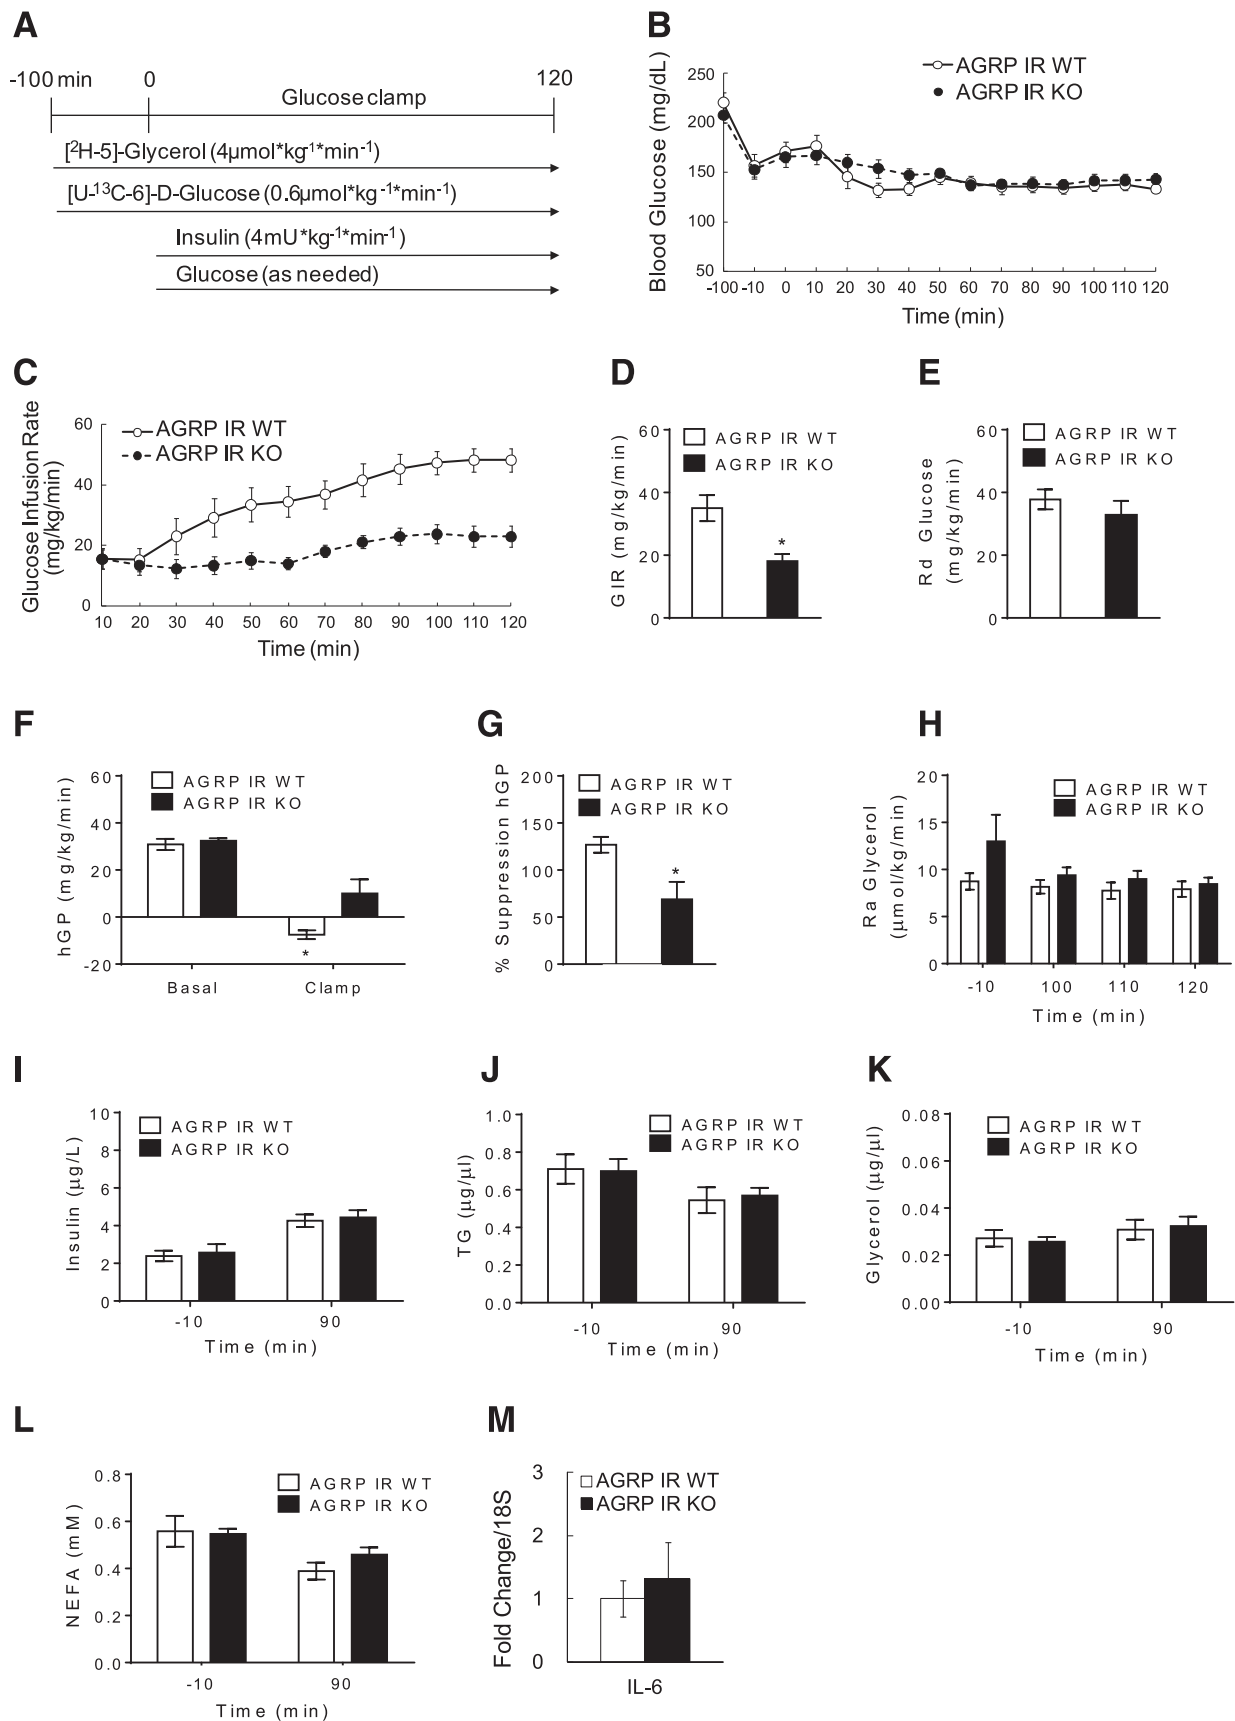 A
-100 min 0 120
Glucose clamp
[²H-5]-Glycerol (4µmol*kg⁻¹*min⁻¹)
[U-¹³C-6]-D-Glucose (0.6µmol*kg⁻¹*min⁻¹)
Insulin (4mU*kg⁻¹*min⁻¹)
Glucose (as needed)
B
Blood Glucose (mg/dL)
250
200
150
100
50
AGRP IR WT
AGRP IR KO
-100 -10 0 10 20 30 40 50 60 70 80 90 100 110 120
Time (min)
C
Glucose Infusion Rate
(mg/kg/min)
60
40
20
0
AGRP IR WT
AGRP IR KO
10 20 30 40 50 60 70 80 90 100 110 120
Time (min)
D
GIR (mg/kg/min)
60
40
20
0
AGRP IR WT
AGRP IR KO
*
E
Rd Glucose
(mg/kg/min)
60
40
20
0
AGRP IR WT
AGRP IR KO
F
hGP (mg/kg/min)
60
40
20
0
-20
AGRP IR WT
AGRP IR KO
*
Basal Clamp
G
% Suppression hGP
200
150
100
50
0
AGRP IR WT
AGRP IR KO
*
H
Ra Glycerol
(µmol/kg/min)
20
15
10
5
0
AGRP IR WT
AGRP IR KO
-10 100 110 120
Time (min)
I
Insulin (µg/L)
10
8
6
4
2
0
AGRP IR WT
AGRP IR KO
-10 90
Time (min)
J
TG (µg/µl)
1.0
0.8
0.6
0.4
0.2
0.0
AGRP IR WT
AGRP IR KO
-10 90
Time (min)
K
Glycerol (µg/µl)
0.08
0.06
0.04
0.02
0.00
AGRP IR WT
AGRP IR KO
-10 90
Time (min)
L
NEFA (mM)
0.8
0.6
0.4
0.2
0.0
AGRP IR WT
AGRP IR KO
-10 90
Time (min)
M
Fold Change/18S
3
2
1
0
AGRP IR WT
AGRP IR KO
IL-6